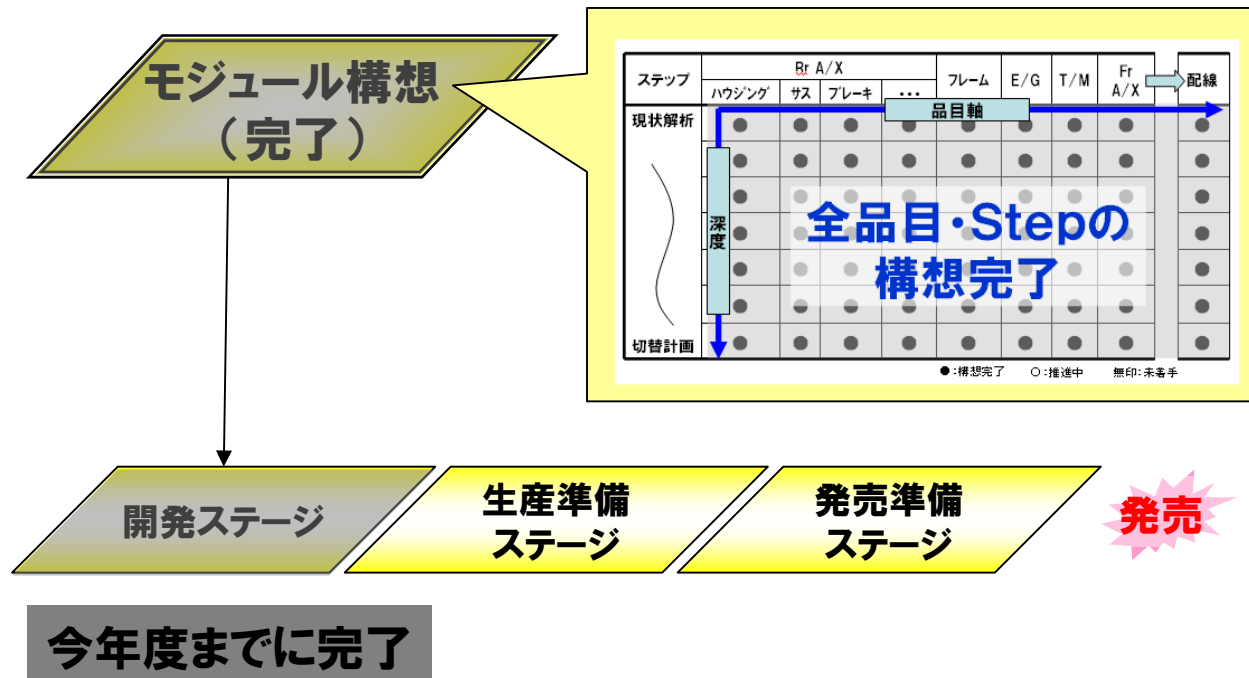 モジュール構想
（完了）
ステップ
Rr A/X
フレーム
E/G
T/M
Fr
A/X
配線
ハウジング
サス
ブレーキ
･･･
現状解析
品目軸
深度
全品目・Stepの
構想完了
切替計画
●:構想完了 ○:推進中 無印:未着手
開発ステージ
生産準備
ステージ
発売準備
ステージ
発売
今年度までに完了